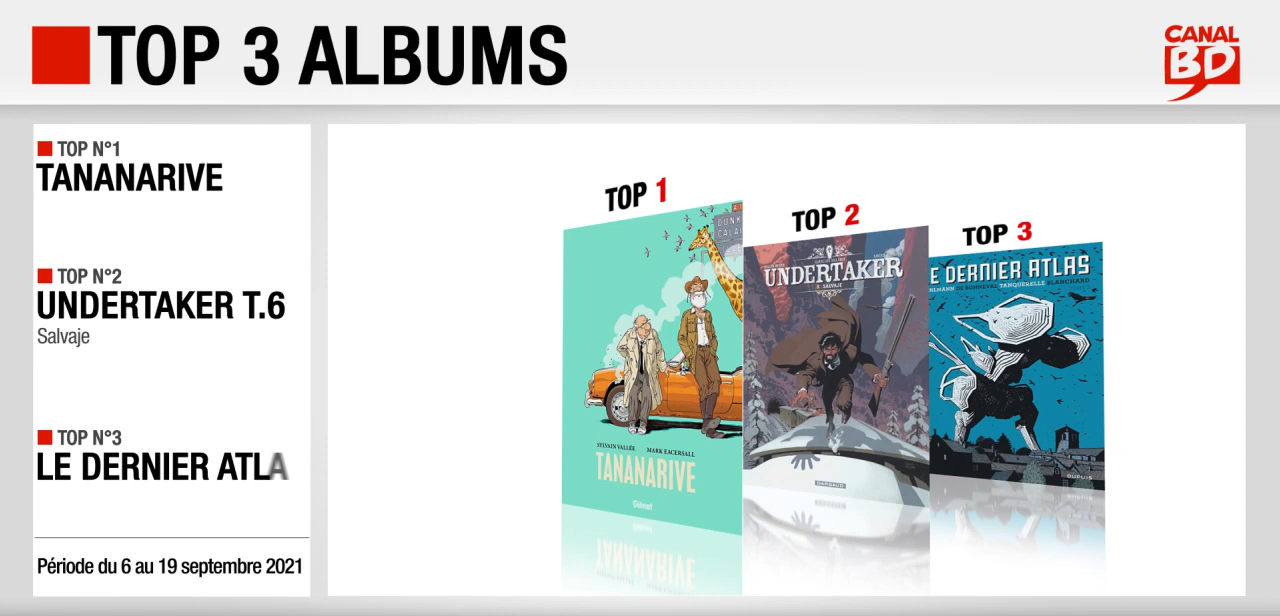 TOP 3 ALBUMS
CANAL
BD
TOP N°1
TANANARIVE
TOP N°2
UNDERTAKER T.6
Salvaje
TOP N°3
LE DERNIER ATLA
Période du 6 au 19 septembre 2021
TOP 1
SYLVAIN VALLÉE MARK EACERSALL
TANANARIVE
Glénat
TOP 2
UNDERTAKER
SALVAJE
DARGAUD
TOP 3
E DERNIER ATLAS
DE BONNEVAL TANQUERELLE BLANCHARD
DUPUIS